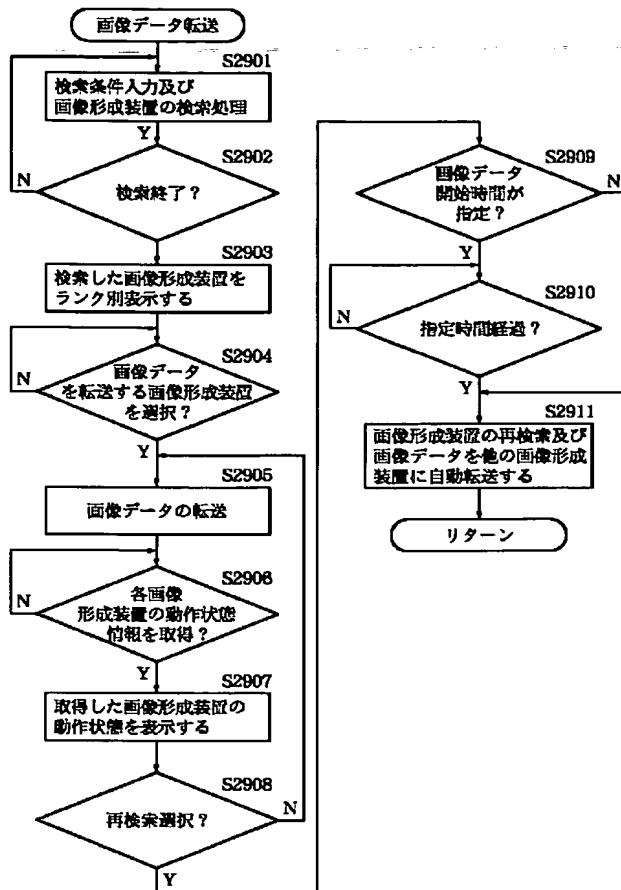 画像データ転送
S2901
検索条件入力及び
画像形成装置の検索処理
Y
S2902
検索終了？
N
S2903
検索した画像形成装置を
ランク別表示する
S2904
画像データ
を転送する画像形成装置
を選択？
N
Y
S2905
画像データの転送
S2906
各画像
形成装置の動作状態
情報を取得？
N
Y
S2907
取得した画像形成装置の
動作状態を表示する
S2908
再検索選択？
N
Y
S2909
画像データ
開始時間が
指定？
N
Y
S2910
指定時間経過？
N
Y
S2911
画像形成装置の再検索及び
画像データを他の画像形成
装置に自動転送する
リターン